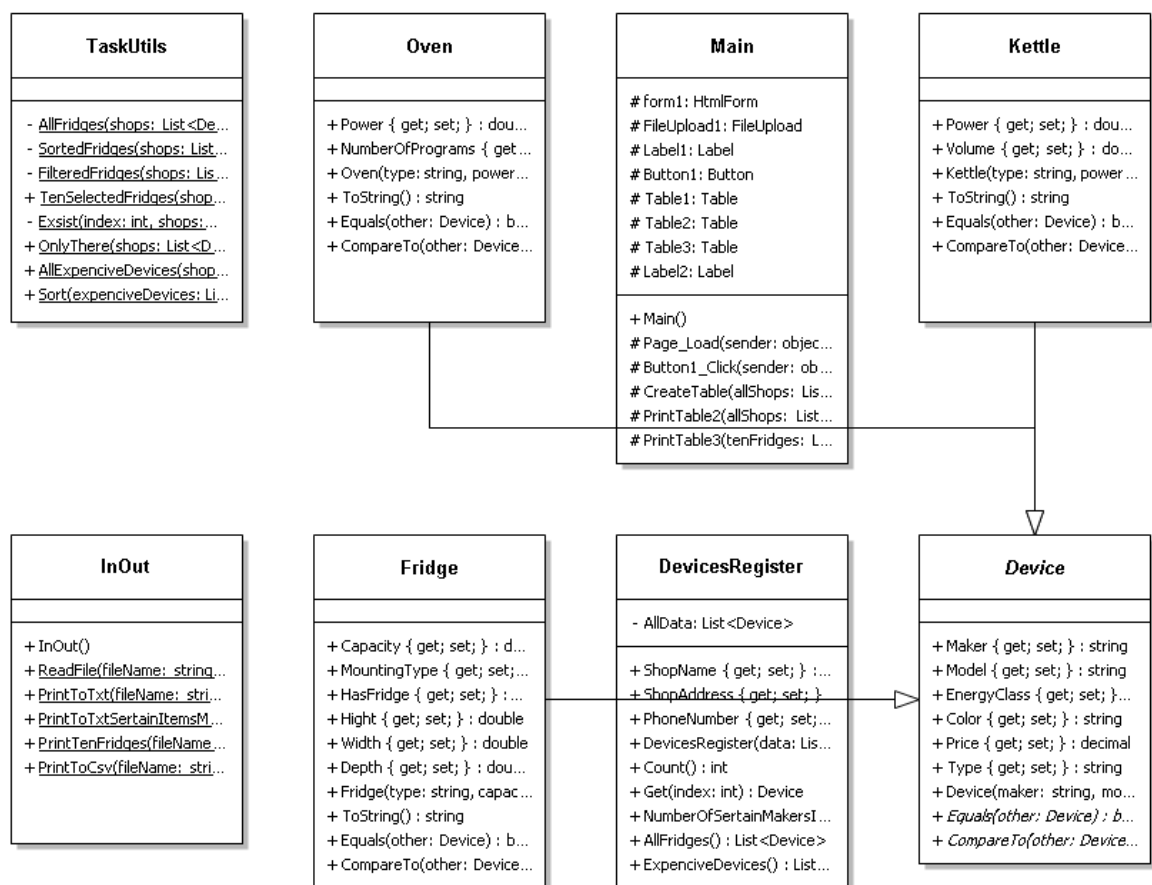 TaskUtils
- AllFridges(shops: List<De...
- SortedFridges(shops: List...
- FilteredFridges(shops: Lis...
+ TenSelectedFridges(shop...
- Exsist(index: int, shops:...
+ OnlyThere(shops: List<D...
+ AllExpenciveDevices(shop...
+ Sort(expenciveDevices: Li...
Oven
+ Power { get; set; } : dou...
+ NumberOfPrograms { get...
+ Oven(type: string, power...
+ ToString() : string
+ Equals(other: Device) : b...
+ CompareTo(other: Device...
Main
# form1: HtmlForm
# FileUpload1: FileUpload
# Label1: Label
# Button1: Button
# Table1: Table
# Table2: Table
# Table3: Table
# Label2: Label
+ Main()
# Page_Load(sender: objec...
# Button1_Click(sender: ob...
# CreateTable(allShops: Lis...
# PrintTable2(allShops: List...
# PrintTable3(tenFridges: L...
Kettle
+ Power { get; set; } : dou...
+ Volume { get; set; } : do...
+ Kettle(type: string, power...
+ ToString() : string
+ Equals(other: Device) : b...
+ CompareTo(other: Device...
InOut
+ InOut()
+ ReadFile(fileName: string...
+ PrintToTxt(fileName: stri...
+ PrintToTxtSertainItemsM...
+ PrintTenFridges(fileName...
+ PrintToCsv(fileName: stri...
Fridge
+ Capacity { get; set; } : d...
+ MountingType { get; set;...
+ HasFridge { get; set; } :...
+ Hight { get; set; } : double
+ Width { get; set; } : double
+ Depth { get; set; } : dou...
+ Fridge(type: string, capac...
+ ToString() : string
+ Equals(other: Device) : b...
+ CompareTo(other: Device...
DevicesRegister
- AllData: List<Device>
+ ShopName { get; set; } :...
+ ShopAddress { get; set; }
+ PhoneNumber { get; set;...
+ DevicesRegister(data: Lis...
+ Count() : int
+ Get(index: int) : Device
+ NumberOfSertainMakersI...
+ AllFridges() : List<Device>
+ ExpenciveDevices() : List...
Device
+ Maker { get; set; } : string
+ Model { get; set; } : string
+ EnergyClass { get; set; }...
+ Color { get; set; } : string
+ Price { get; set; } : decimal
+ Type { get; set; } : string
+ Device(maker: string, mo...
+ Equals(other: Device) : b...
+ CompareTo(other: Device...